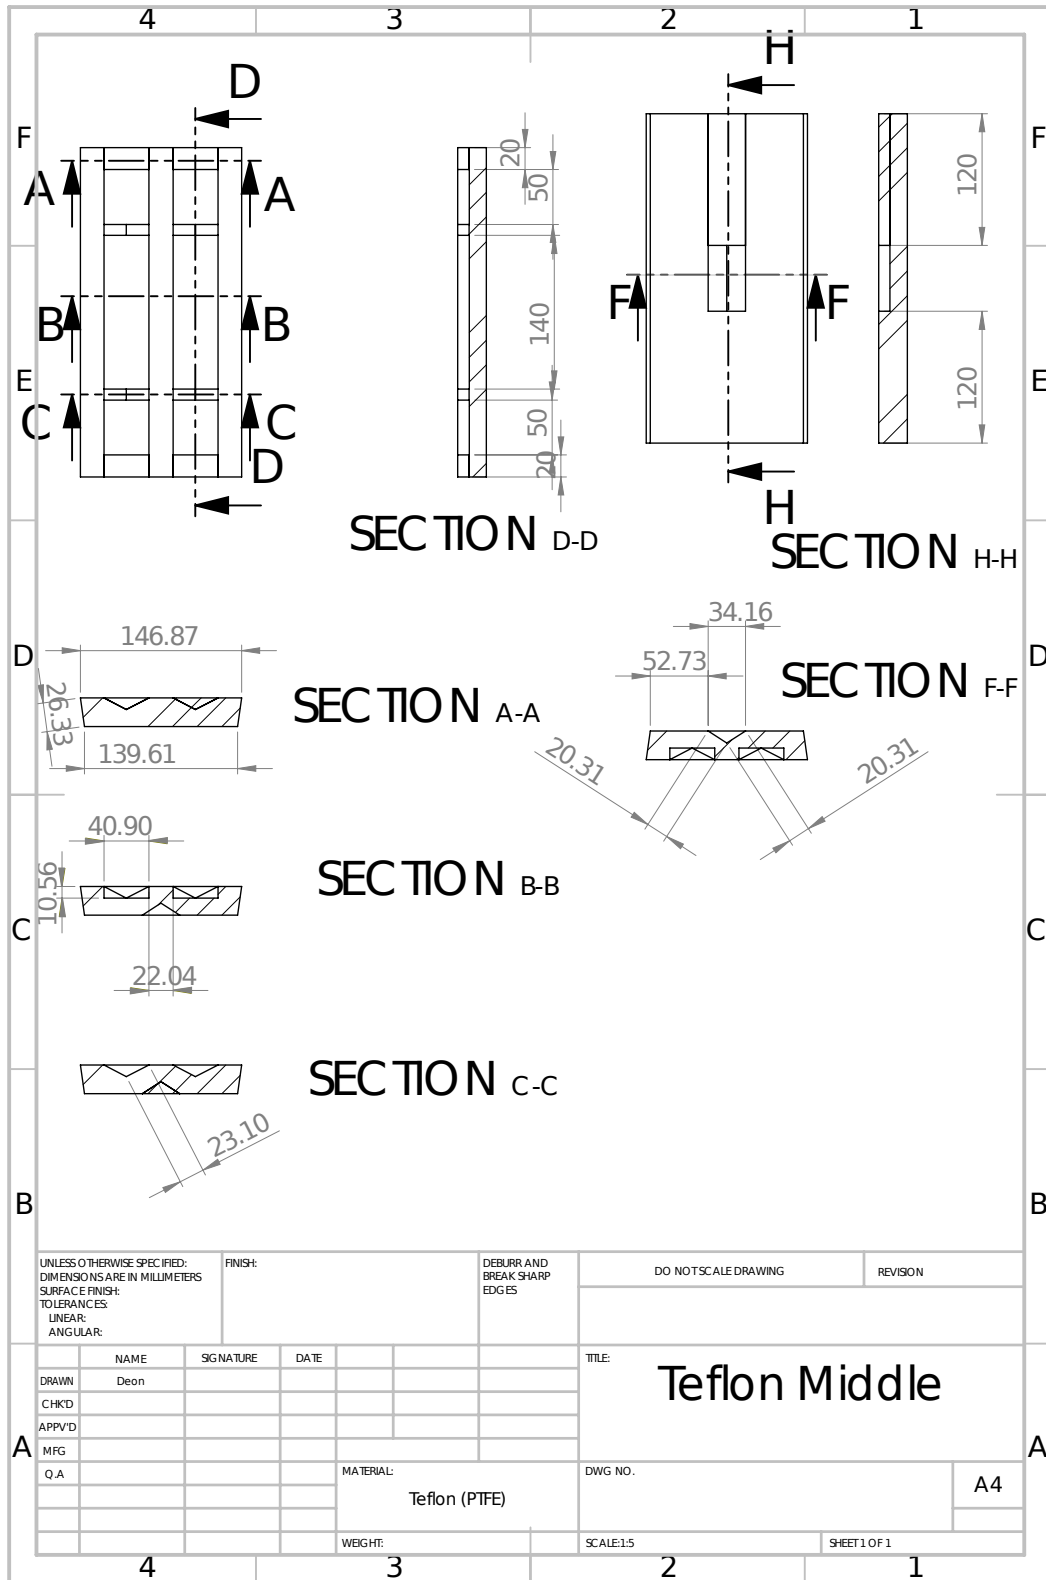 4 3 2 1
F F
E E
D D
C C
B B
A A
D
A A
B B
C C
D
20
50
140
50
20
SECTION D-D
H
F F
H
120
120
SECTION H-H
146.87
26.33
139.61
SECTION A-A
34.16
52.73
20.31
20.31
SECTION F-F
40.90
10.56
22.04
SECTION B-B
23.10
SECTION C-C
UNLESS OTHERWISE SPECIFIED:
DIMENSIONS ARE IN MILLIMETERS
SURFACE FINISH:
TOLERANCES:
LINEAR:
ANGULAR:
FINISH:
DEBURR AND
BREAK SHARP
EDGES
DO NOT SCALE DRAWING
REVISION
NAME SIGNATURE DATE
DRAWN Deon
CHK'D
APPV'D
MFG
Q.A
TITLE:
Teflon Middle
MATERIAL:
Teflon (PTFE)
DWG NO.
A4
WEIGHT:
SCALE:1:5
SHEET 1 OF 1
4 3 2 1